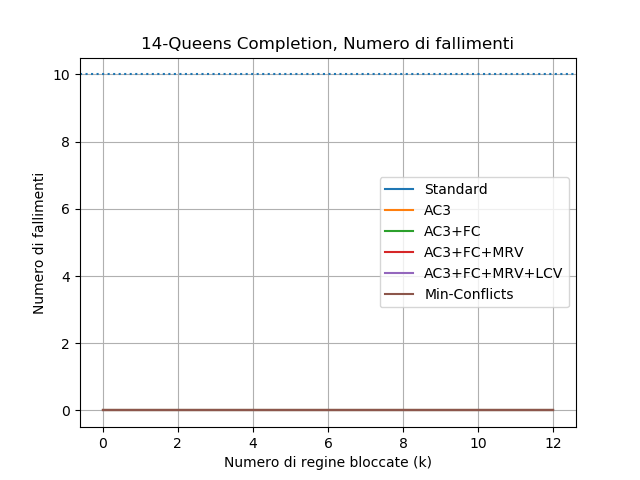 14-Queens Completion, Numero di fallimenti
10
8
6
4
2
0
Numero di fallimenti
Standard
AC3
AC3+FC
AC3+FC+MRV
AC3+FC+MRV+LCV
Min-Conflicts
0 2 4 6 8 10 12
Numero di regine bloccate (k)